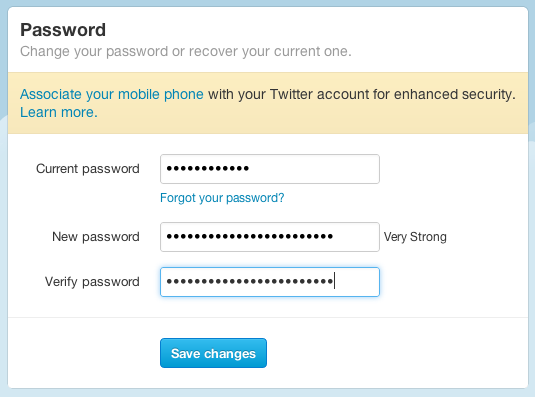 Password
Change your password or recover your current one.
Associate your mobile phone with your Twitter account for enhanced security.
Learn more.
Current password ••••••••••••
Forgot your password?
New password •••••••••••••••••••••••• Very Strong
Verify password ••••••••••••••••••••••••
Save changes